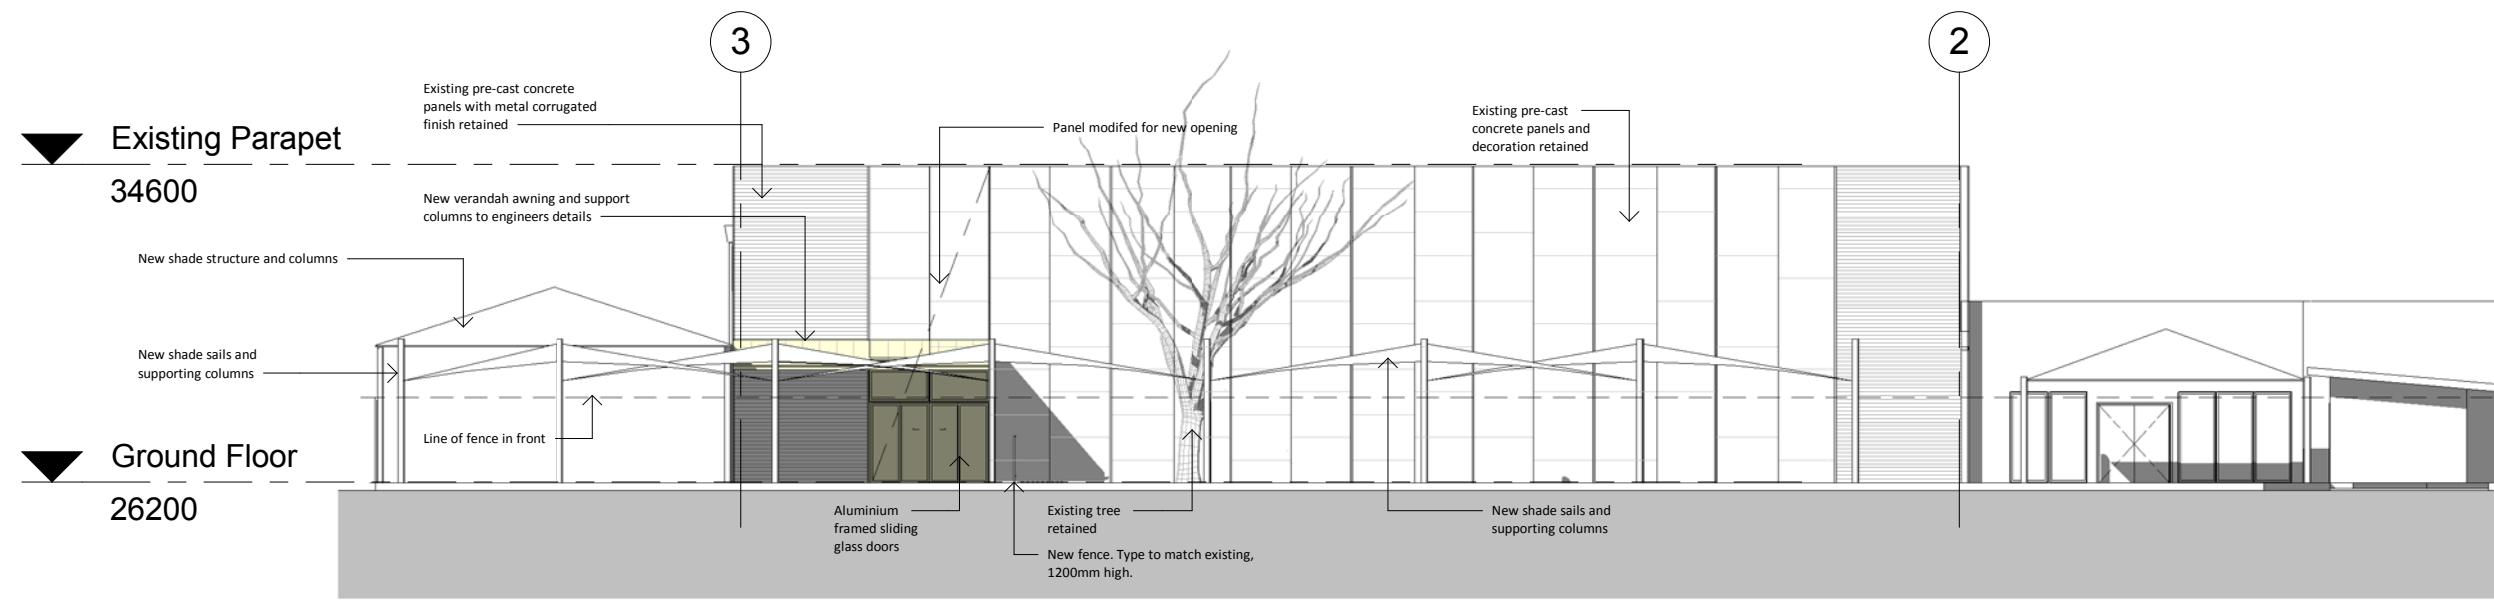 3
2
Existing pre-cast concrete
panels with metal corrugated
finish retained
Existing pre-cast
concrete panels and
decoration retained
Panel modifed for new opening
Existing Parapet
34600
New verandah awning and support
columns to engineers details
New shade structure and columns
New shade sails and
supporting columns
Line of fence in front
Ground Floor
26200
Aluminium
framed sliding
glass doors
Existing tree
retained
New fence. Type to match existing,
1200mm high.
New shade sails and
supporting columns